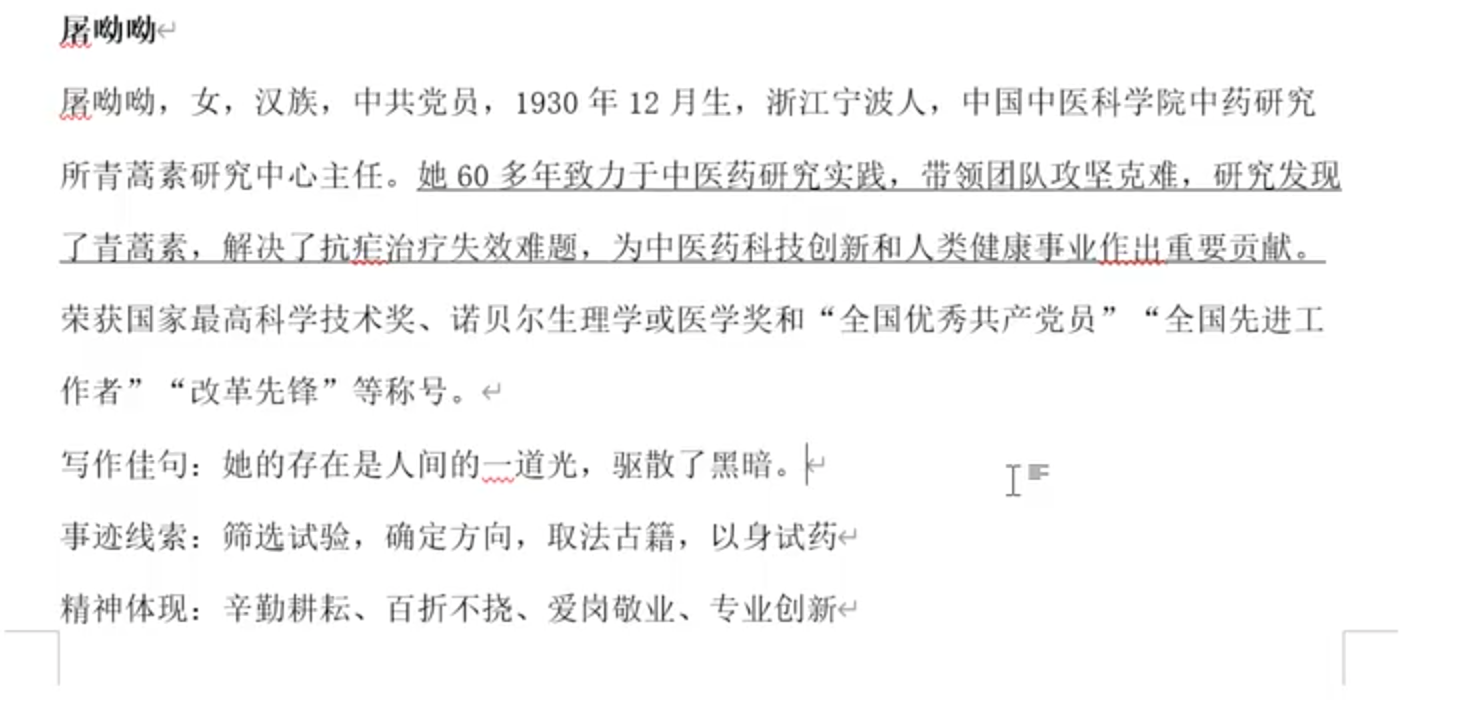 屠呦呦
屠呦呦，女，汉族，中共党员，1930 年 12 月生，浙江宁波人，中国中医科学院中药研究
所青蒿素研究中心主任。她 60 多年致力于中医药研究实践，带领团队攻坚克难，研究发现
了青蒿素，解决了抗疟治疗失效难题，为中医药科技创新和人类健康事业作出重要贡献。
荣获国家最高科学技术奖、诺贝尔生理学或医学奖和“全国优秀共产党员”“全国先进工
作者”“改革先锋”等称号。
写作佳句：她的存在是人间的一道光，驱散了黑暗。
事迹线索：筛选试验，确定方向，取法古籍，以身试药
精神体现：辛勤耕耘、百折不挠、爱岗敬业、专业创新